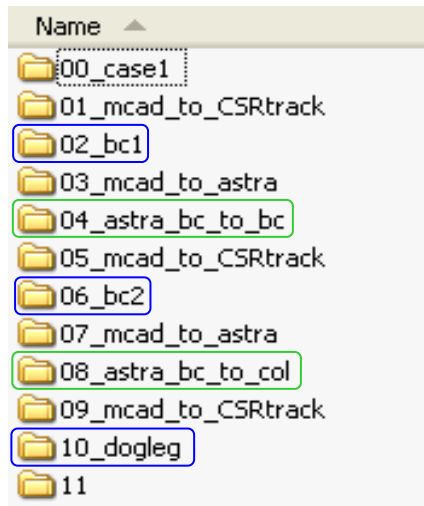 Name
00_case1
01_mcad_to_CSRtrack
02_bc1
03_mcad_to_astra
04_astra_bc_to_bc
05_mcad_to_CSRtrack
06_bc2
07_mcad_to_astra
08_astra_bc_to_col
09_mcad_to_CSRtrack
10_dogleg
11